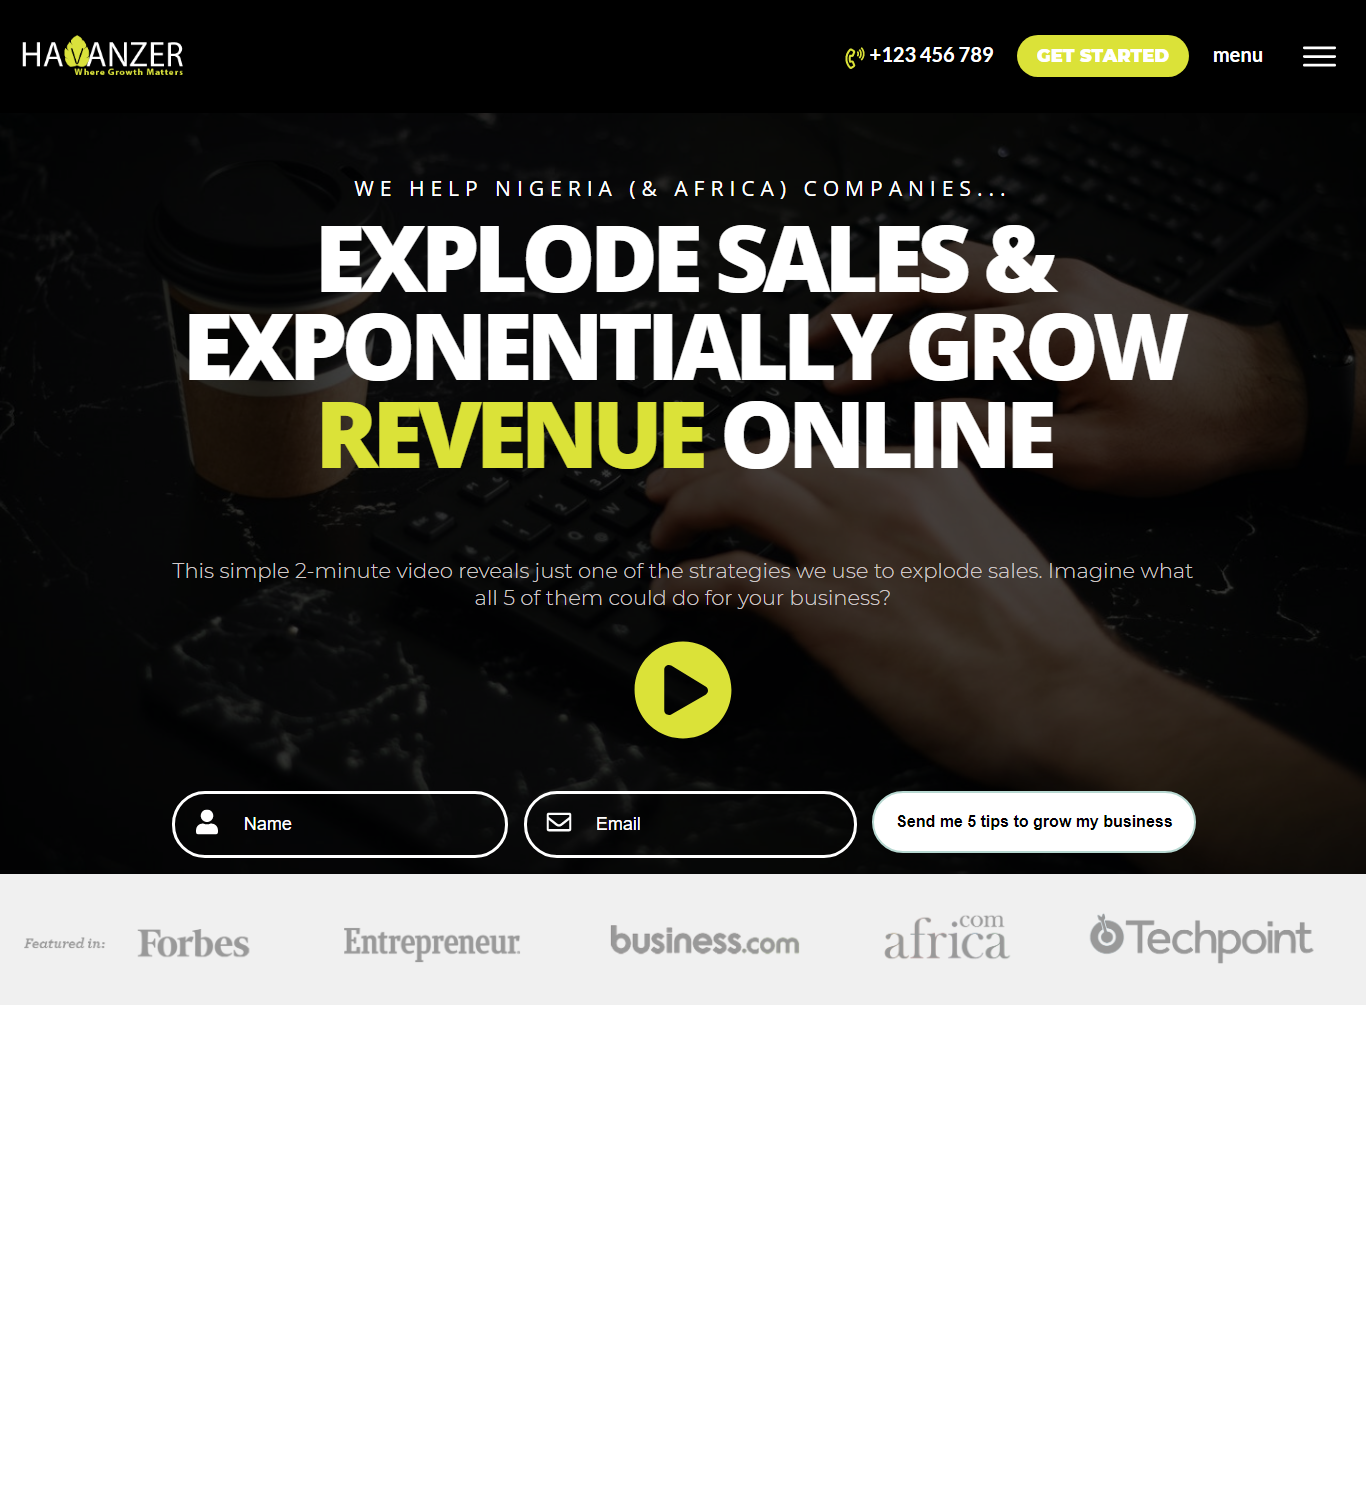 HAVANZER
Where Growth Matters
+123 456 789
GET STARTED
menu
WE HELP NIGERIA (& AFRICA) COMPANIES...
EXPLODE SALES &
EXPONENTIALLY GROW
REVENUE ONLINE
This simple 2-minute video reveals just one of the strategies we use to explode sales. Imagine what
all 5 of them could do for your business?
Name
Email
Send me 5 tips to grow my business
Featured in:
Forbes
Entrepreneur
business.com
africa.com
Techpoint